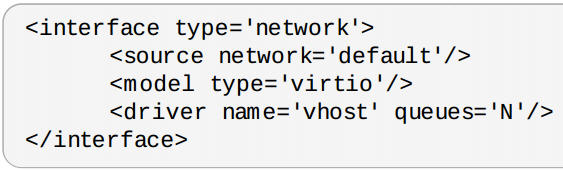 <interface type='network'>
<source network='default'/>
<model type='virtio'/>
<driver name='vhost' queues='N'/>
</interface>